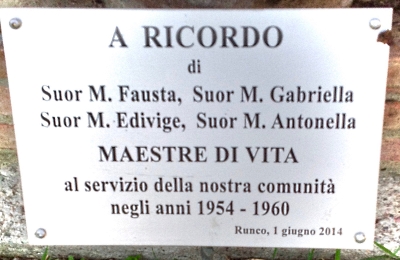 A RICORDO
di
Suor M. Fausta, Suor M. Gabriella
Suor M. Edivige, Suor M. Antonella
MAESTRE DI VITA
al servizio della nostra comunità
negli anni 1954 - 1960
Runco, 1 giugno 2014